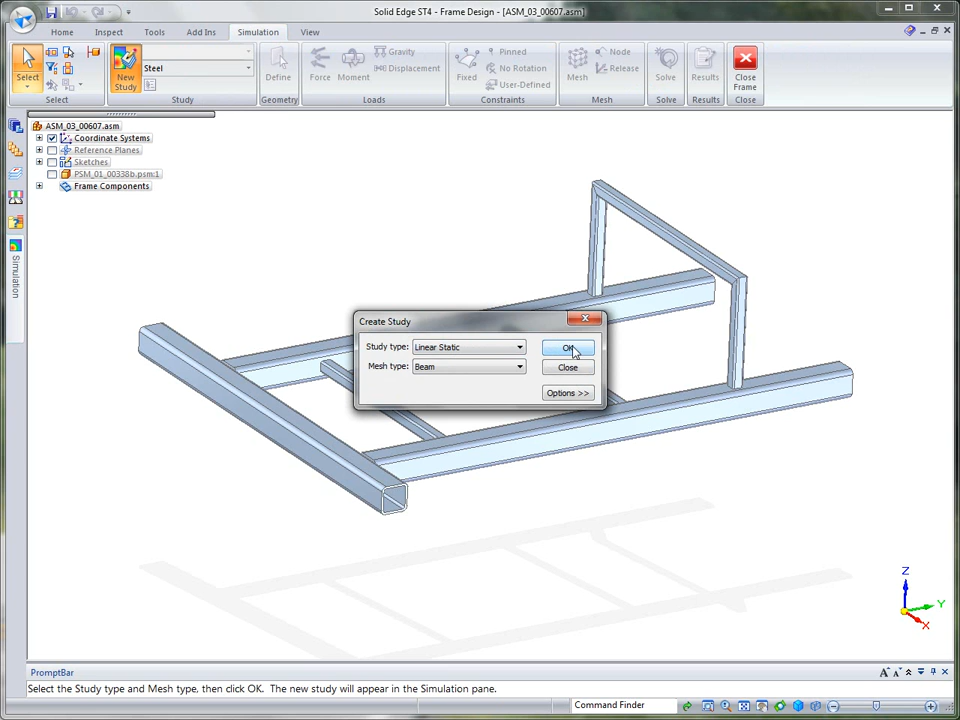 Solid Edge ST4 - Frame Design - [ASM_03_00607.asm]
Home Inspect Tools Add Ins Simulation View
Select
Select
New Study
Steel
Study
Define
Geometry
Force
Moment
Gravity
Displacement
Loads
Fixed
Pinned
No Rotation
User-Defined
Constraints
Mesh
Node
Release
Mesh
Solve
Solve
Results
Results
Close Frame
Close
ASM_03_00607.asm
Coordinate Systems
Reference Planes
Sketches
PSM_01_00338b.psm:1
Frame Components
Simulation
Create Study
Study type: Linear Static
OK
Mesh type: Beam
Close
Options >>
Z
Y
X
PromptBar
Select the Study type and Mesh type, then click OK. The new study will appear in the Simulation pane.
Command Finder